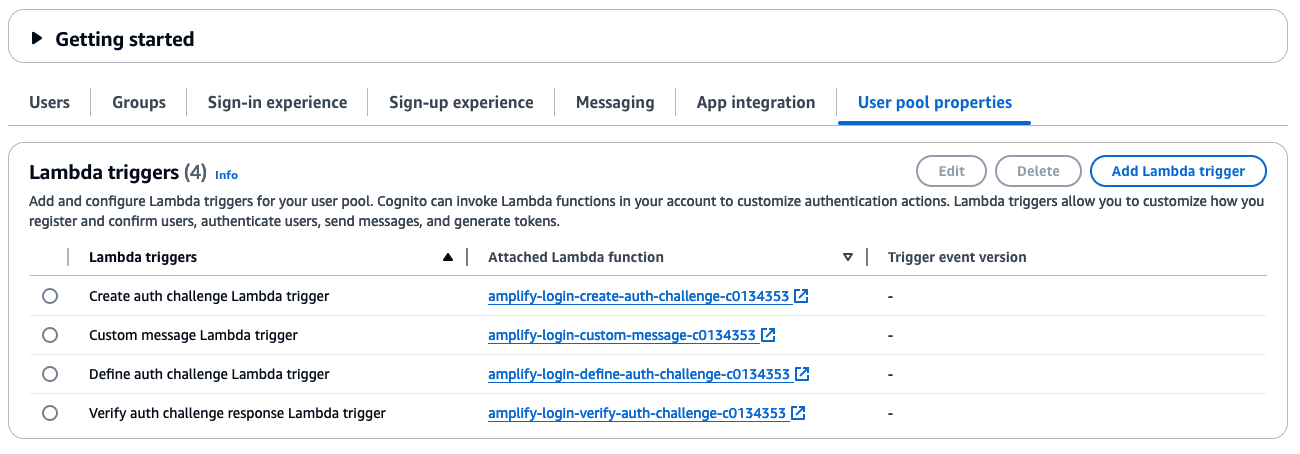 Getting started
Users Groups Sign-in experience Sign-up experience Messaging App integration User pool properties
Lambda triggers (4) Info Edit Delete Add Lambda trigger
Add and configure Lambda triggers for your user pool. Cognito can invoke Lambda functions in your account to customize authentication actions. Lambda triggers allow you to customize how you
register and confirm users, authenticate users, send messages, and generate tokens.
Lambda triggers Attached Lambda function Trigger event version
Create auth challenge Lambda trigger amplify-login-create-auth-challenge-c0134353 -
Custom message Lambda trigger amplify-login-custom-message-c0134353 -
Define auth challenge Lambda trigger amplify-login-define-auth-challenge-c0134353 -
Verify auth challenge response Lambda trigger amplify-login-verify-auth-challenge-c0134353 -